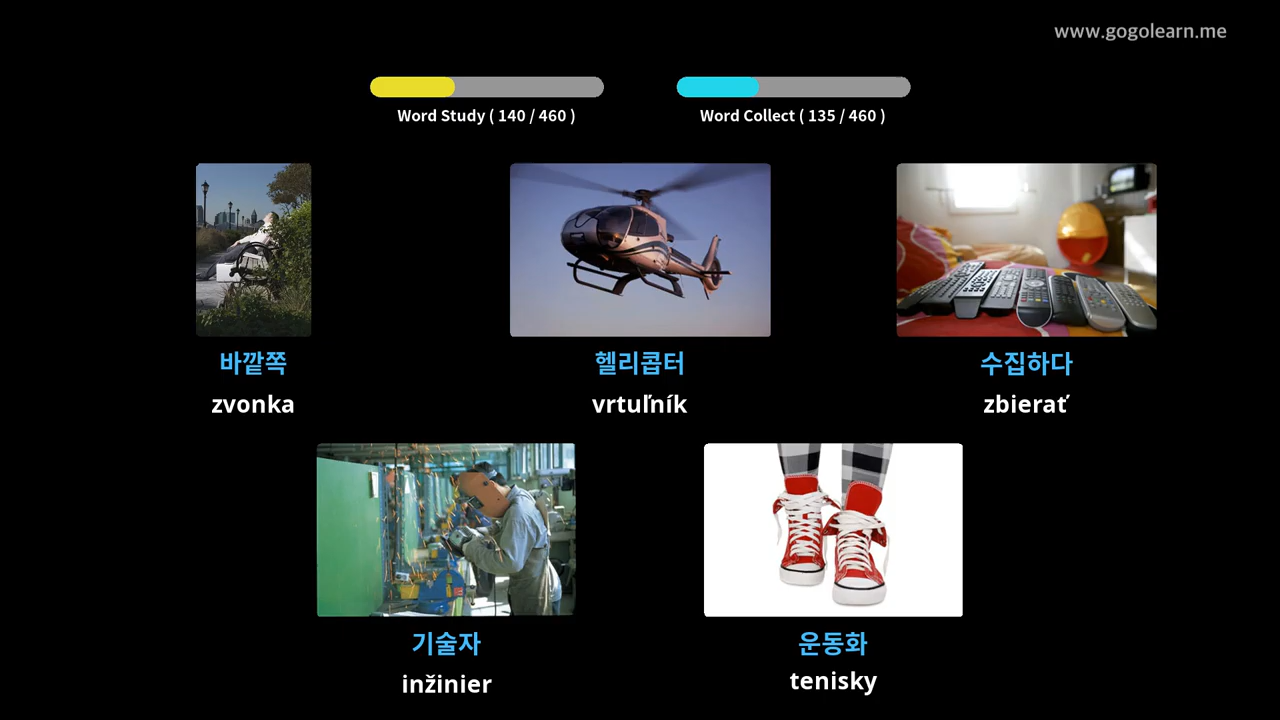 www.gogolearn.me
Word Study ( 140 / 460 )
Word Collect ( 135 / 460 )
바깥쪽
헬리콥터
수집하다
zvonka
vrtuľník
zbierať
기술자
운동화
inžinier
tenisky